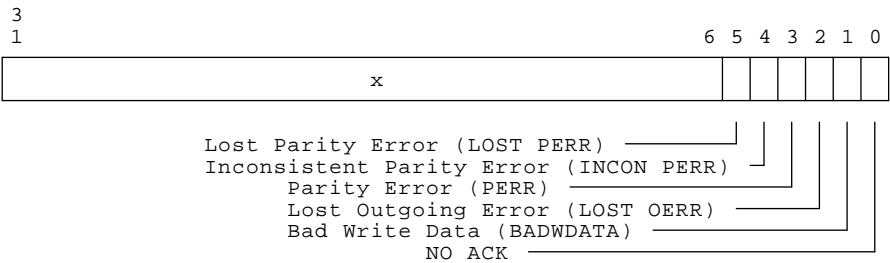 3
1 6 5 4 3 2 1 0
x
Lost Parity Error (LOST PERR)
Inconsistent Parity Error (INCON PERR)
Parity Error (PERR)
Lost Outgoing Error (LOST OERR)
Bad Write Data (BADWDATA)
NO ACK